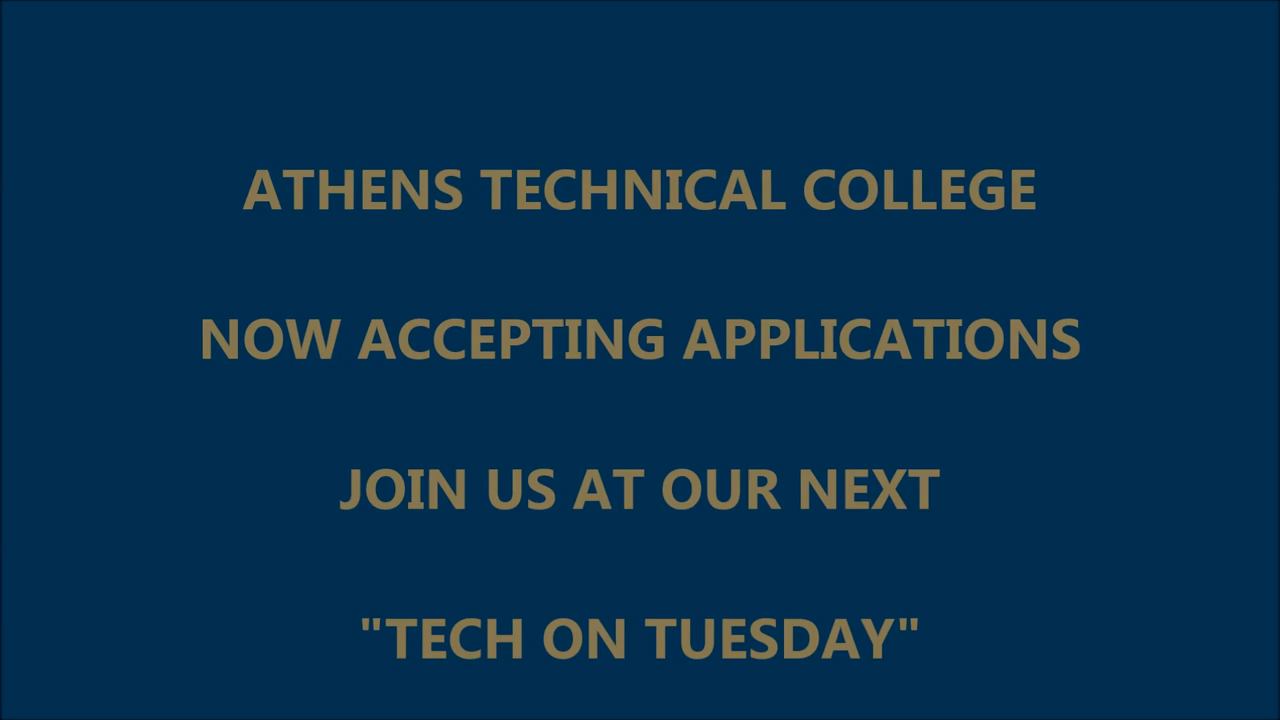 ATHENS TECHNICAL COLLEGE
NOW ACCEPTING APPLICATIONS
JOIN US AT OUR NEXT
"TECH ON TUESDAY"